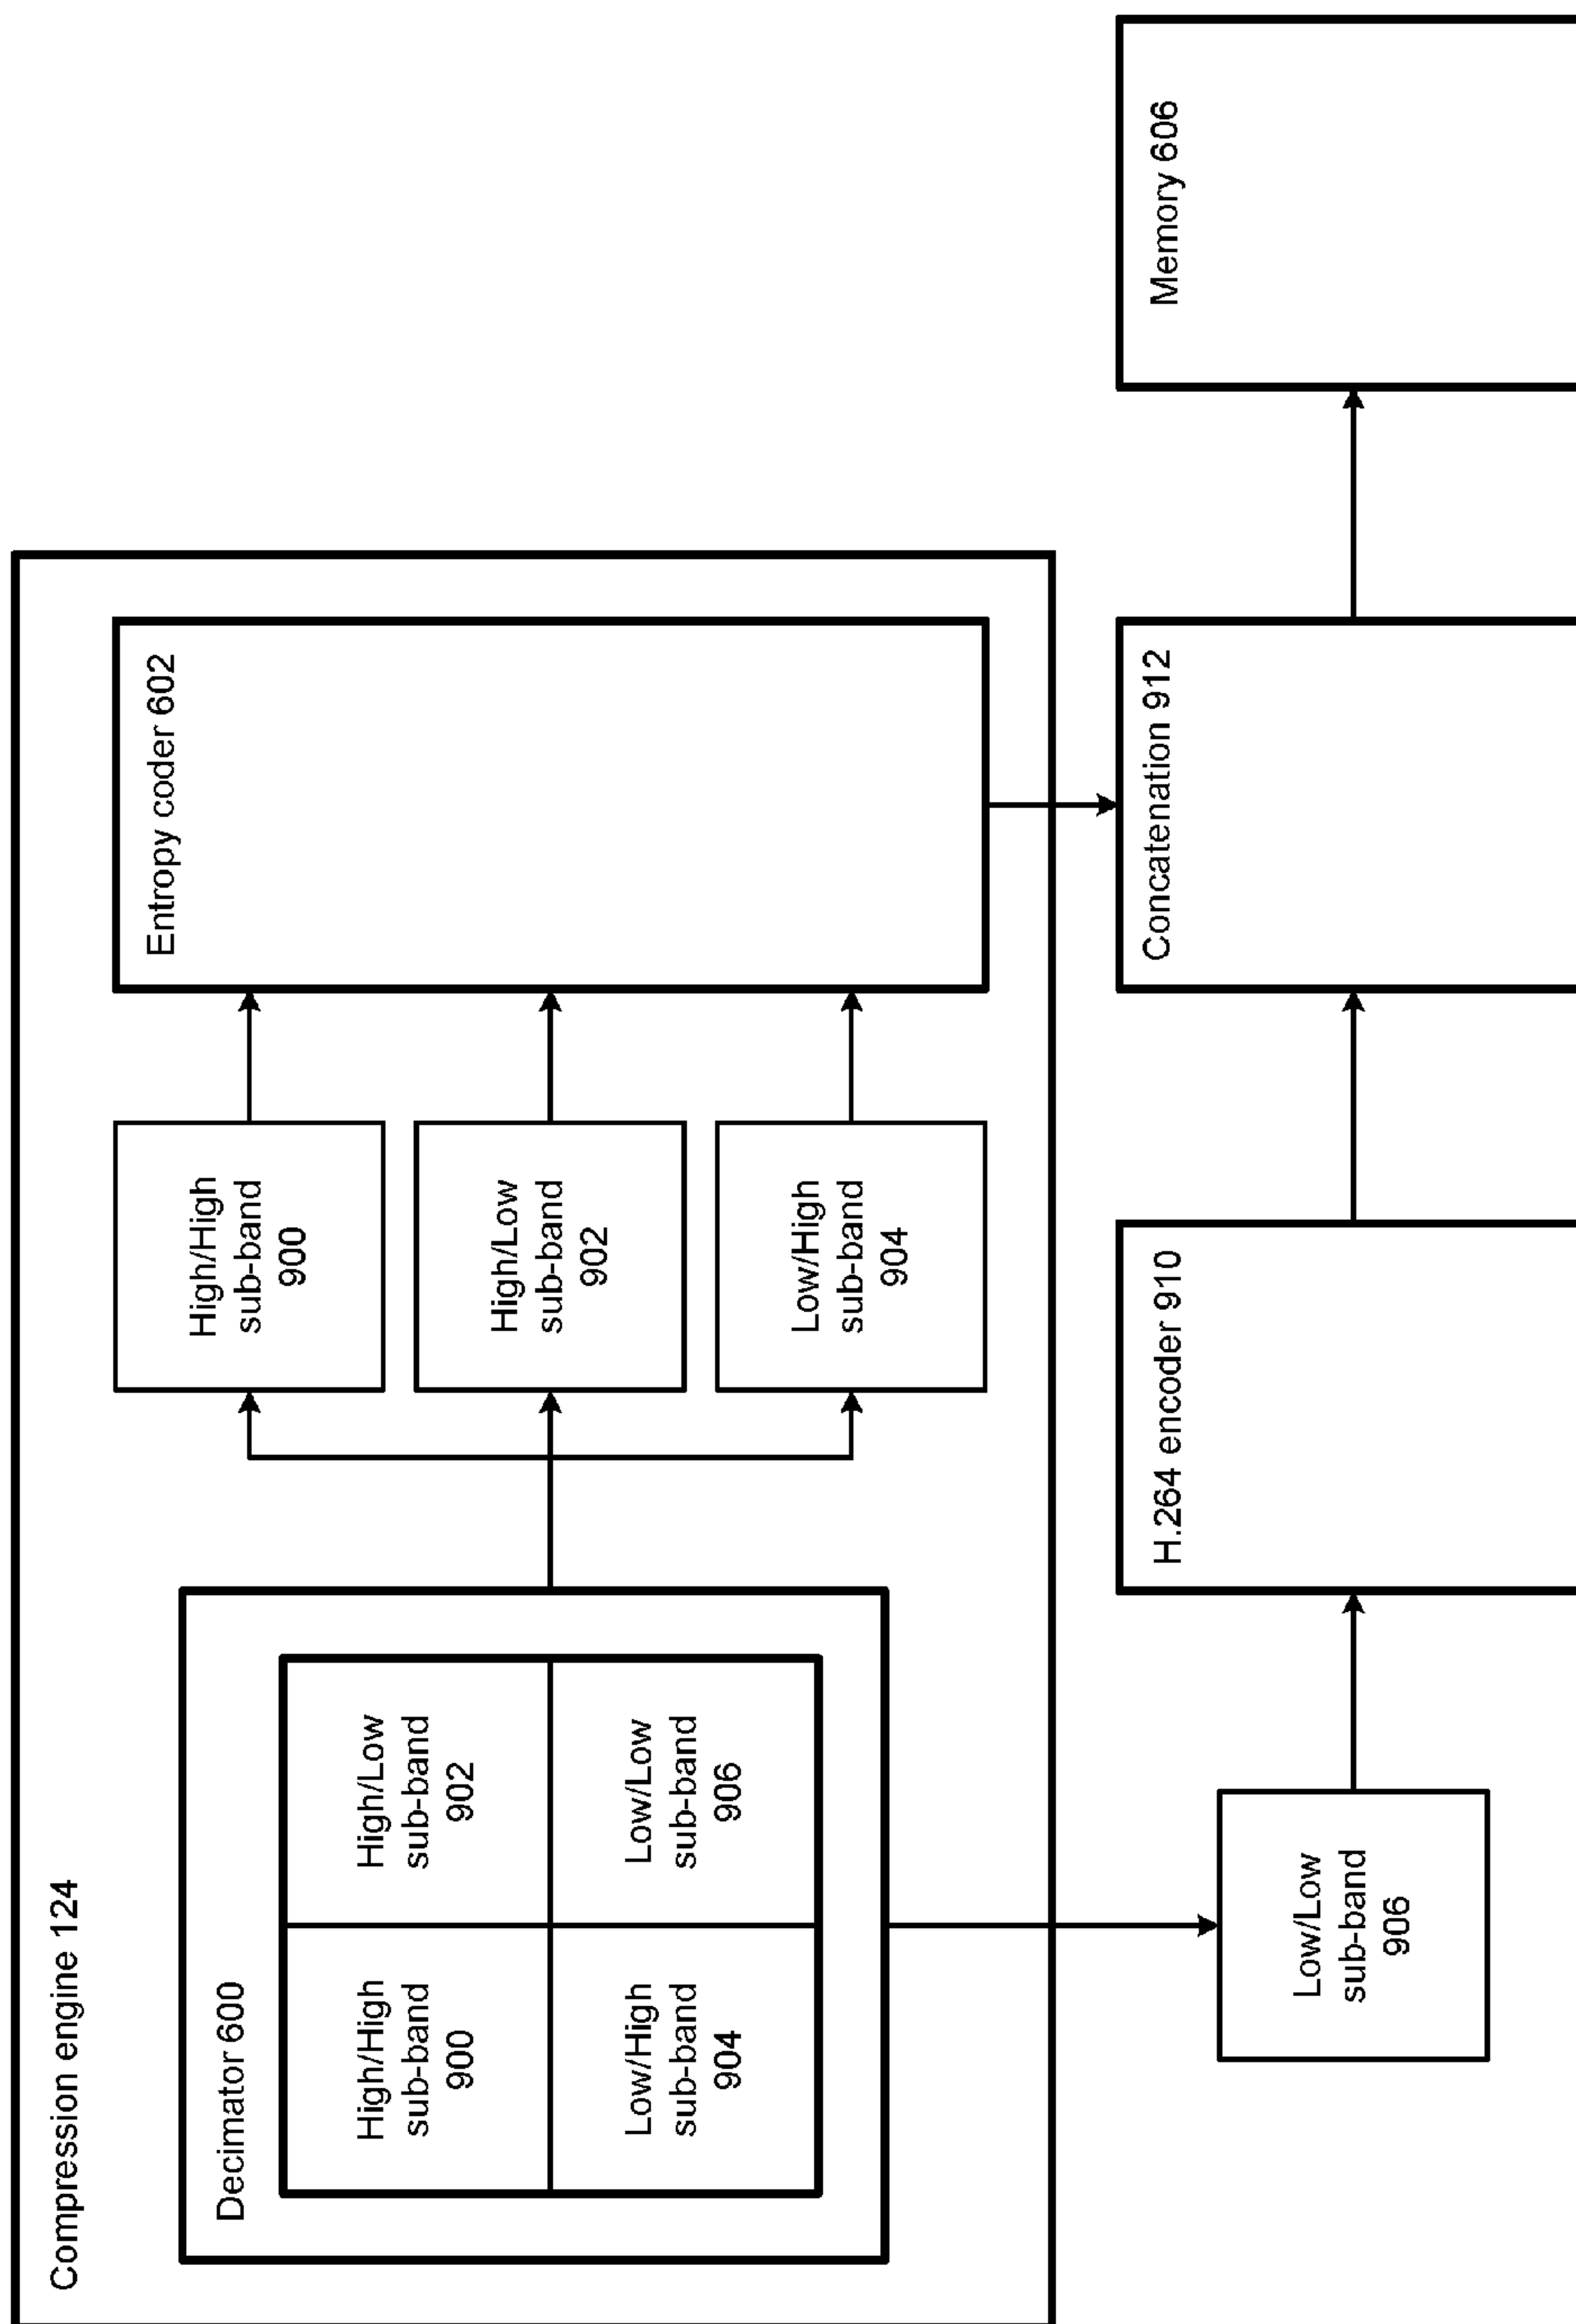 Compression engine 124
Decimator 600
High/High
sub-band
900
High/Low
sub-band
902
Low/High
sub-band
904
Low/Low
sub-band
906
High/High
sub-band
900
High/Low
sub-band
902
Low/High
sub-band
904
Entropy coder 602
Low/Low
sub-band
906
H.264 encoder 910
Concatenation 912
Memory 606